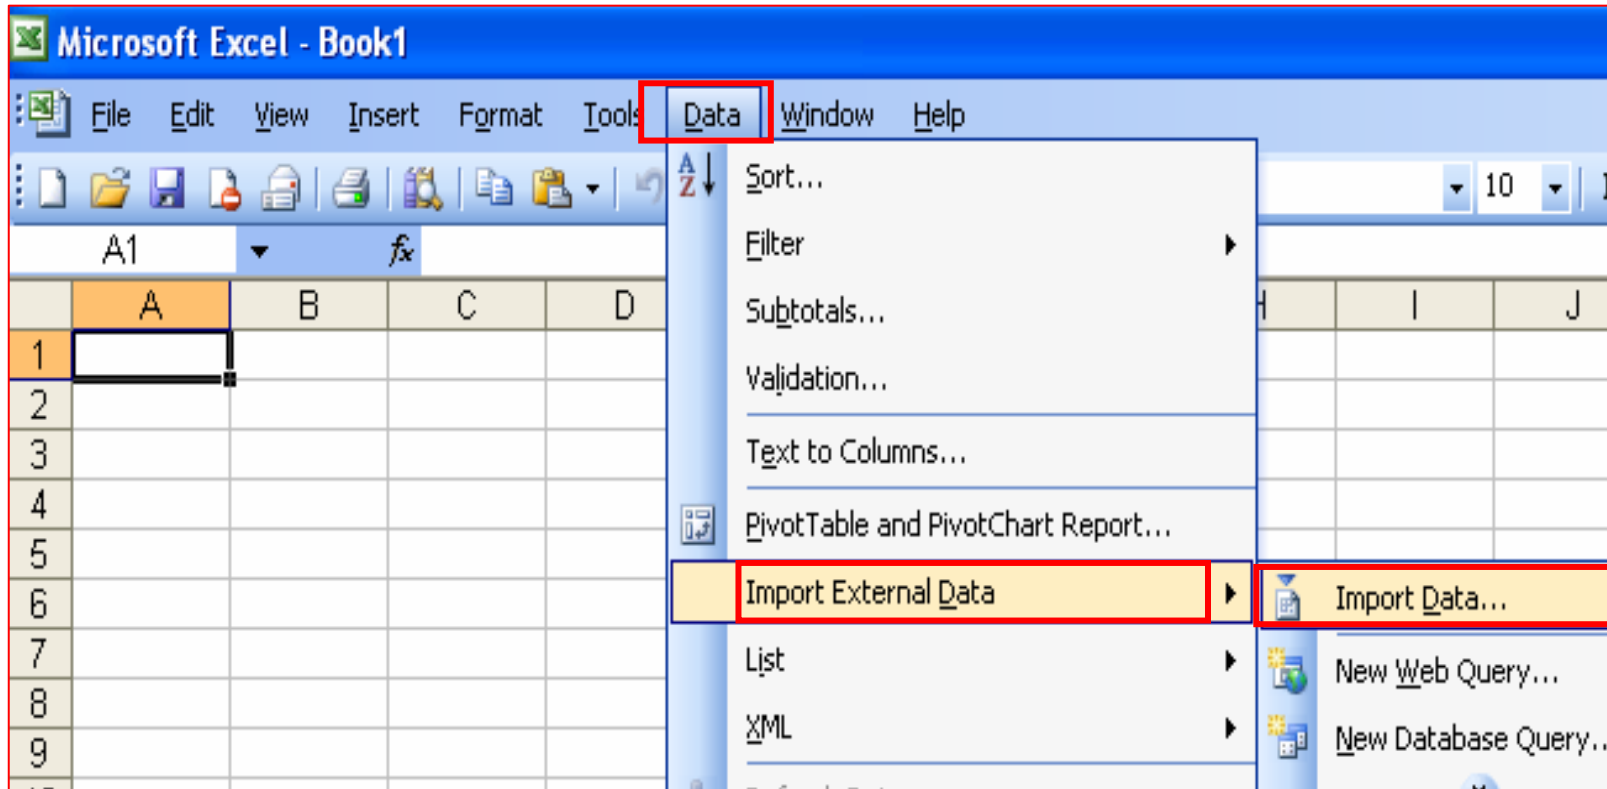 Microsoft Excel - Book1
File Edit View Insert Format Tools Data Window Help
10
A1 fx
A B C D H I J
1
2
3
4
5
6
7
8
9
Sort...
Filter
Subtotals...
Validation...
Text to Columns...
PivotTable and PivotChart Report...
Import External Data
List
XML
Import Data...
New Web Query...
New Database Query..